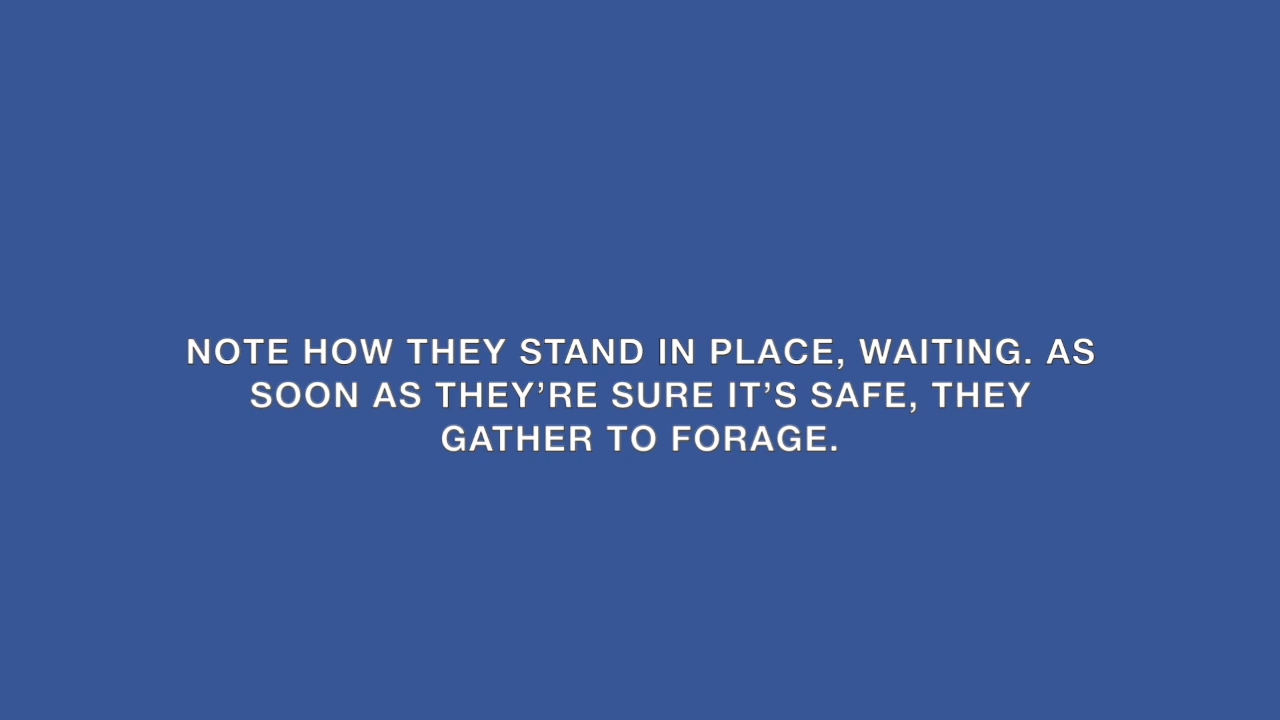 NOTE HOW THEY STAND IN PLACE, WAITING. AS
SOON AS THEY’RE SURE IT’S SAFE, THEY
GATHER TO FORAGE.